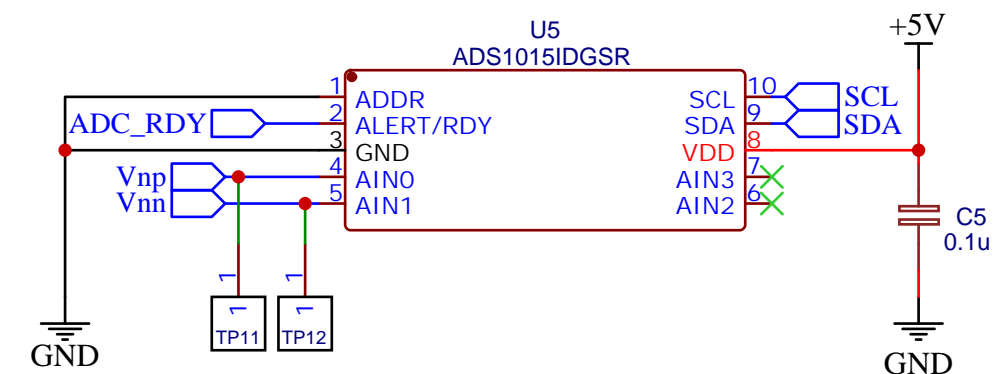 +5V
U5
ADS1015IDGSR
1 ADDR SCL 10 SCL
ADC_RDY 2 ALERT/RDY SDA 9 SDA
3 GND VDD 8
Vnp 4 AIN0 AIN3 7
Vnn 5 AIN1 AIN2 6
C5
0.1u
1 1
1 1
TP11 TP12
GND GND